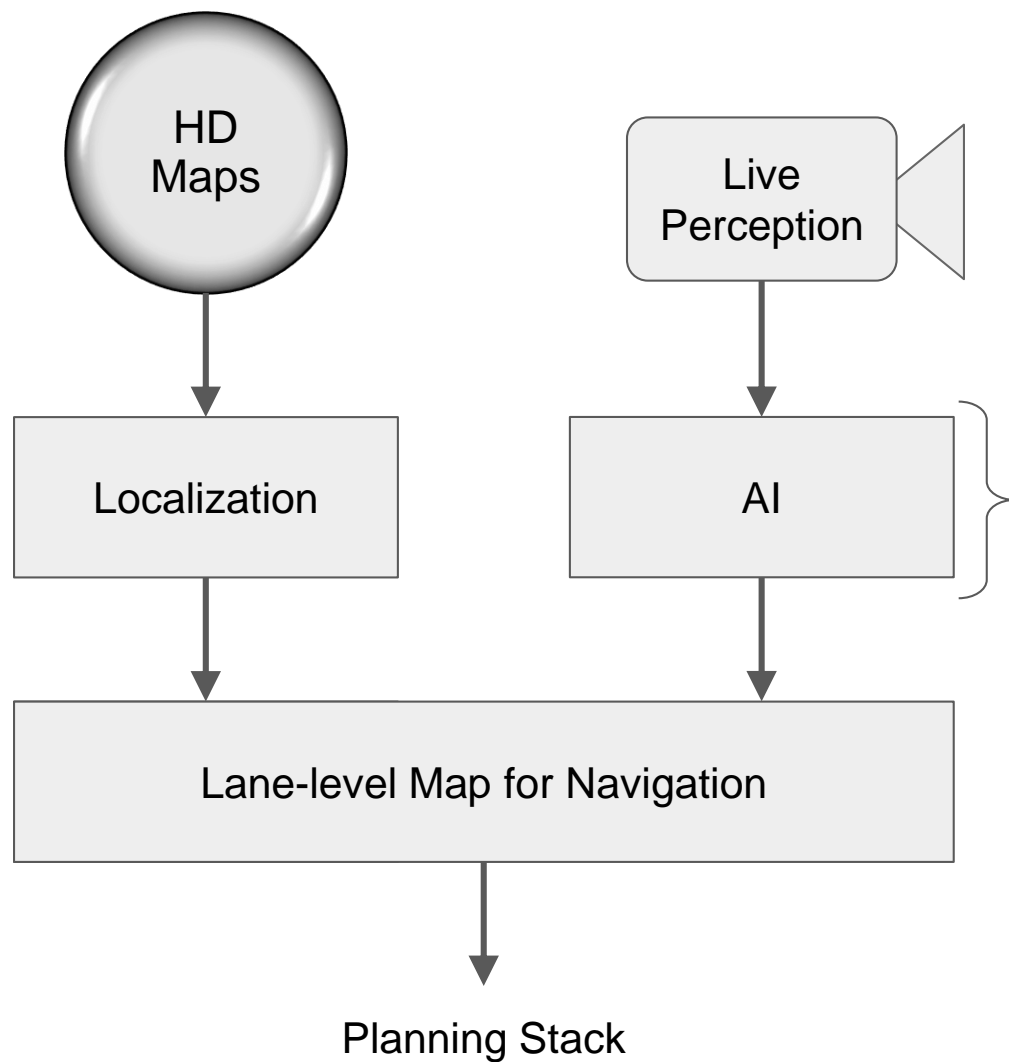 HD
Maps
Live
Perception
Localization
AI
Lane-level Map for Navigation
Planning Stack